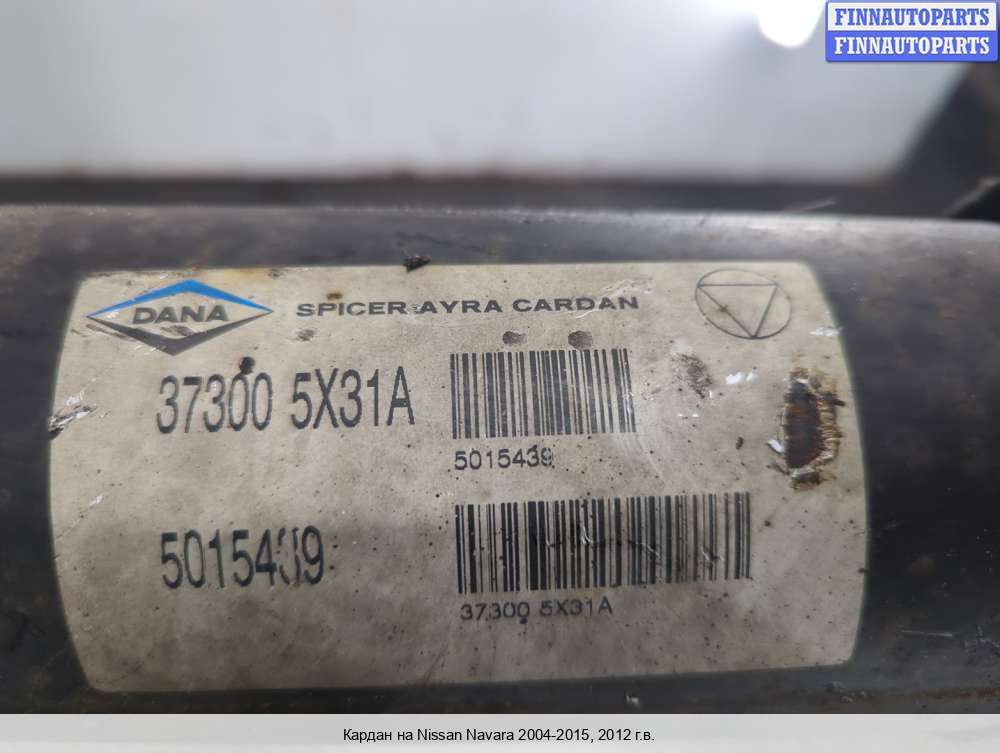 FINNAUTOPARTS
FINNAUTOPARTS
DANA
SPICER AYRA CARDAN
37300 5X31A
5015439
5015439
37300 5X31A
Кардан на Nissan Navara 2004-2015, 2012 г.в.